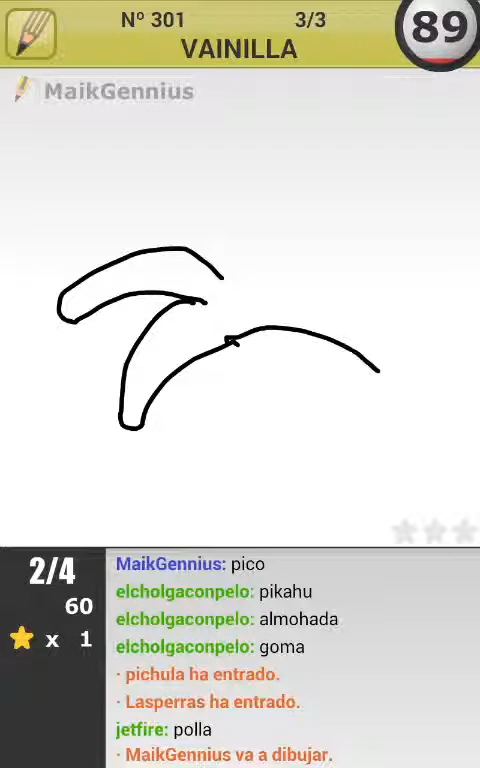 Nº 301 3/3 89
VAINILLA
MaikGennius
2/4
60
x 1
MaikGennius: pico
elcholgaconpelo: pikahu
elcholgaconpelo: almohada
elcholgaconpelo: goma
· pichula ha entrado.
· Lasperras ha entrado.
jetfire: polla
· MaikGennius va a dibujar.